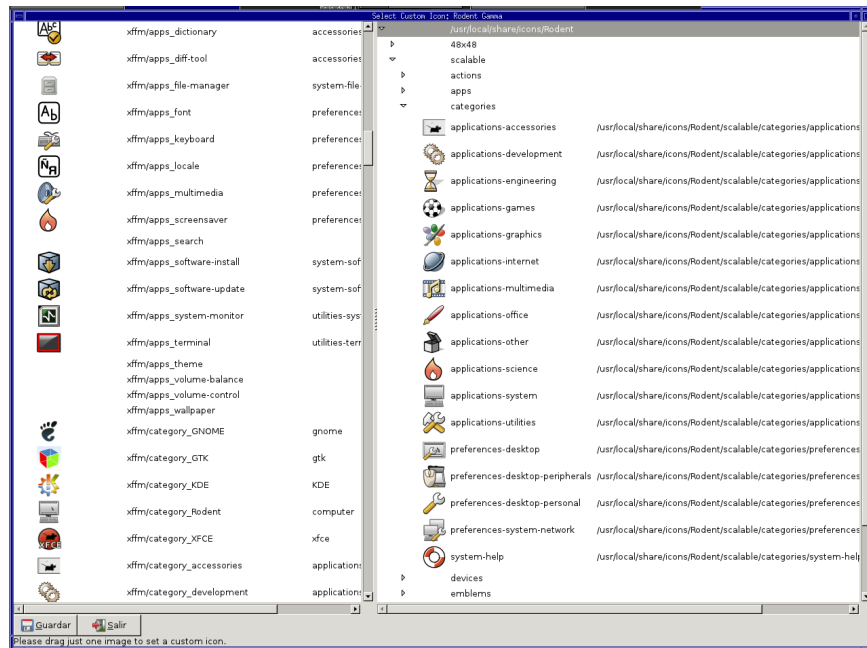 Select Custom Icon: Rodent Gamma
xffm/apps_dictionary accessories
xffm/apps_diff-tool accessories
xffm/apps_file-manager system-file-
xffm/apps_font preferences
xffm/apps_keyboard preferences
xffm/apps_locale preferences
xffm/apps_multimedia preferences
xffm/apps_screensaver preferences
xffm/apps_search
xffm/apps_software-install system-sof
xffm/apps_software-update system-sof
xffm/apps_system-monitor utilities-sys
xffm/apps_terminal utilities-terr
xffm/apps_theme
xffm/apps_volume-balance
xffm/apps_volume-control
xffm/apps_wallpaper
xffm/category_GNOME gnome
xffm/category_GTK gtk
xffm/category_KDE KDE
xffm/category_Rodent computer
xffm/category_XFCE xfce
xffm/category_accessories applications
xffm/category_development applications
/usr/local/share/icons/Rodent
48x48
scalable
actions
apps
categories
applications-accessories /usr/local/share/icons/Rodent/scalable/categories/applications
applications-development /usr/local/share/icons/Rodent/scalable/categories/applications
applications-engineering /usr/local/share/icons/Rodent/scalable/categories/applications
applications-games /usr/local/share/icons/Rodent/scalable/categories/applications
applications-graphics /usr/local/share/icons/Rodent/scalable/categories/applications
applications-internet /usr/local/share/icons/Rodent/scalable/categories/applications
applications-multimedia /usr/local/share/icons/Rodent/scalable/categories/applications
applications-office /usr/local/share/icons/Rodent/scalable/categories/applications
applications-other /usr/local/share/icons/Rodent/scalable/categories/applications
applications-science /usr/local/share/icons/Rodent/scalable/categories/applications
applications-system /usr/local/share/icons/Rodent/scalable/categories/applications
applications-utilities /usr/local/share/icons/Rodent/scalable/categories/applications
preferences-desktop /usr/local/share/icons/Rodent/scalable/categories/preferences
preferences-desktop-peripherals /usr/local/share/icons/Rodent/scalable/categories/preferences
preferences-desktop-personal /usr/local/share/icons/Rodent/scalable/categories/preferences
preferences-system-network /usr/local/share/icons/Rodent/scalable/categories/preferences
system-help /usr/local/share/icons/Rodent/scalable/categories/system-help
devices
emblems
Guardar Salir
Please drag just one image to set a custom icon.